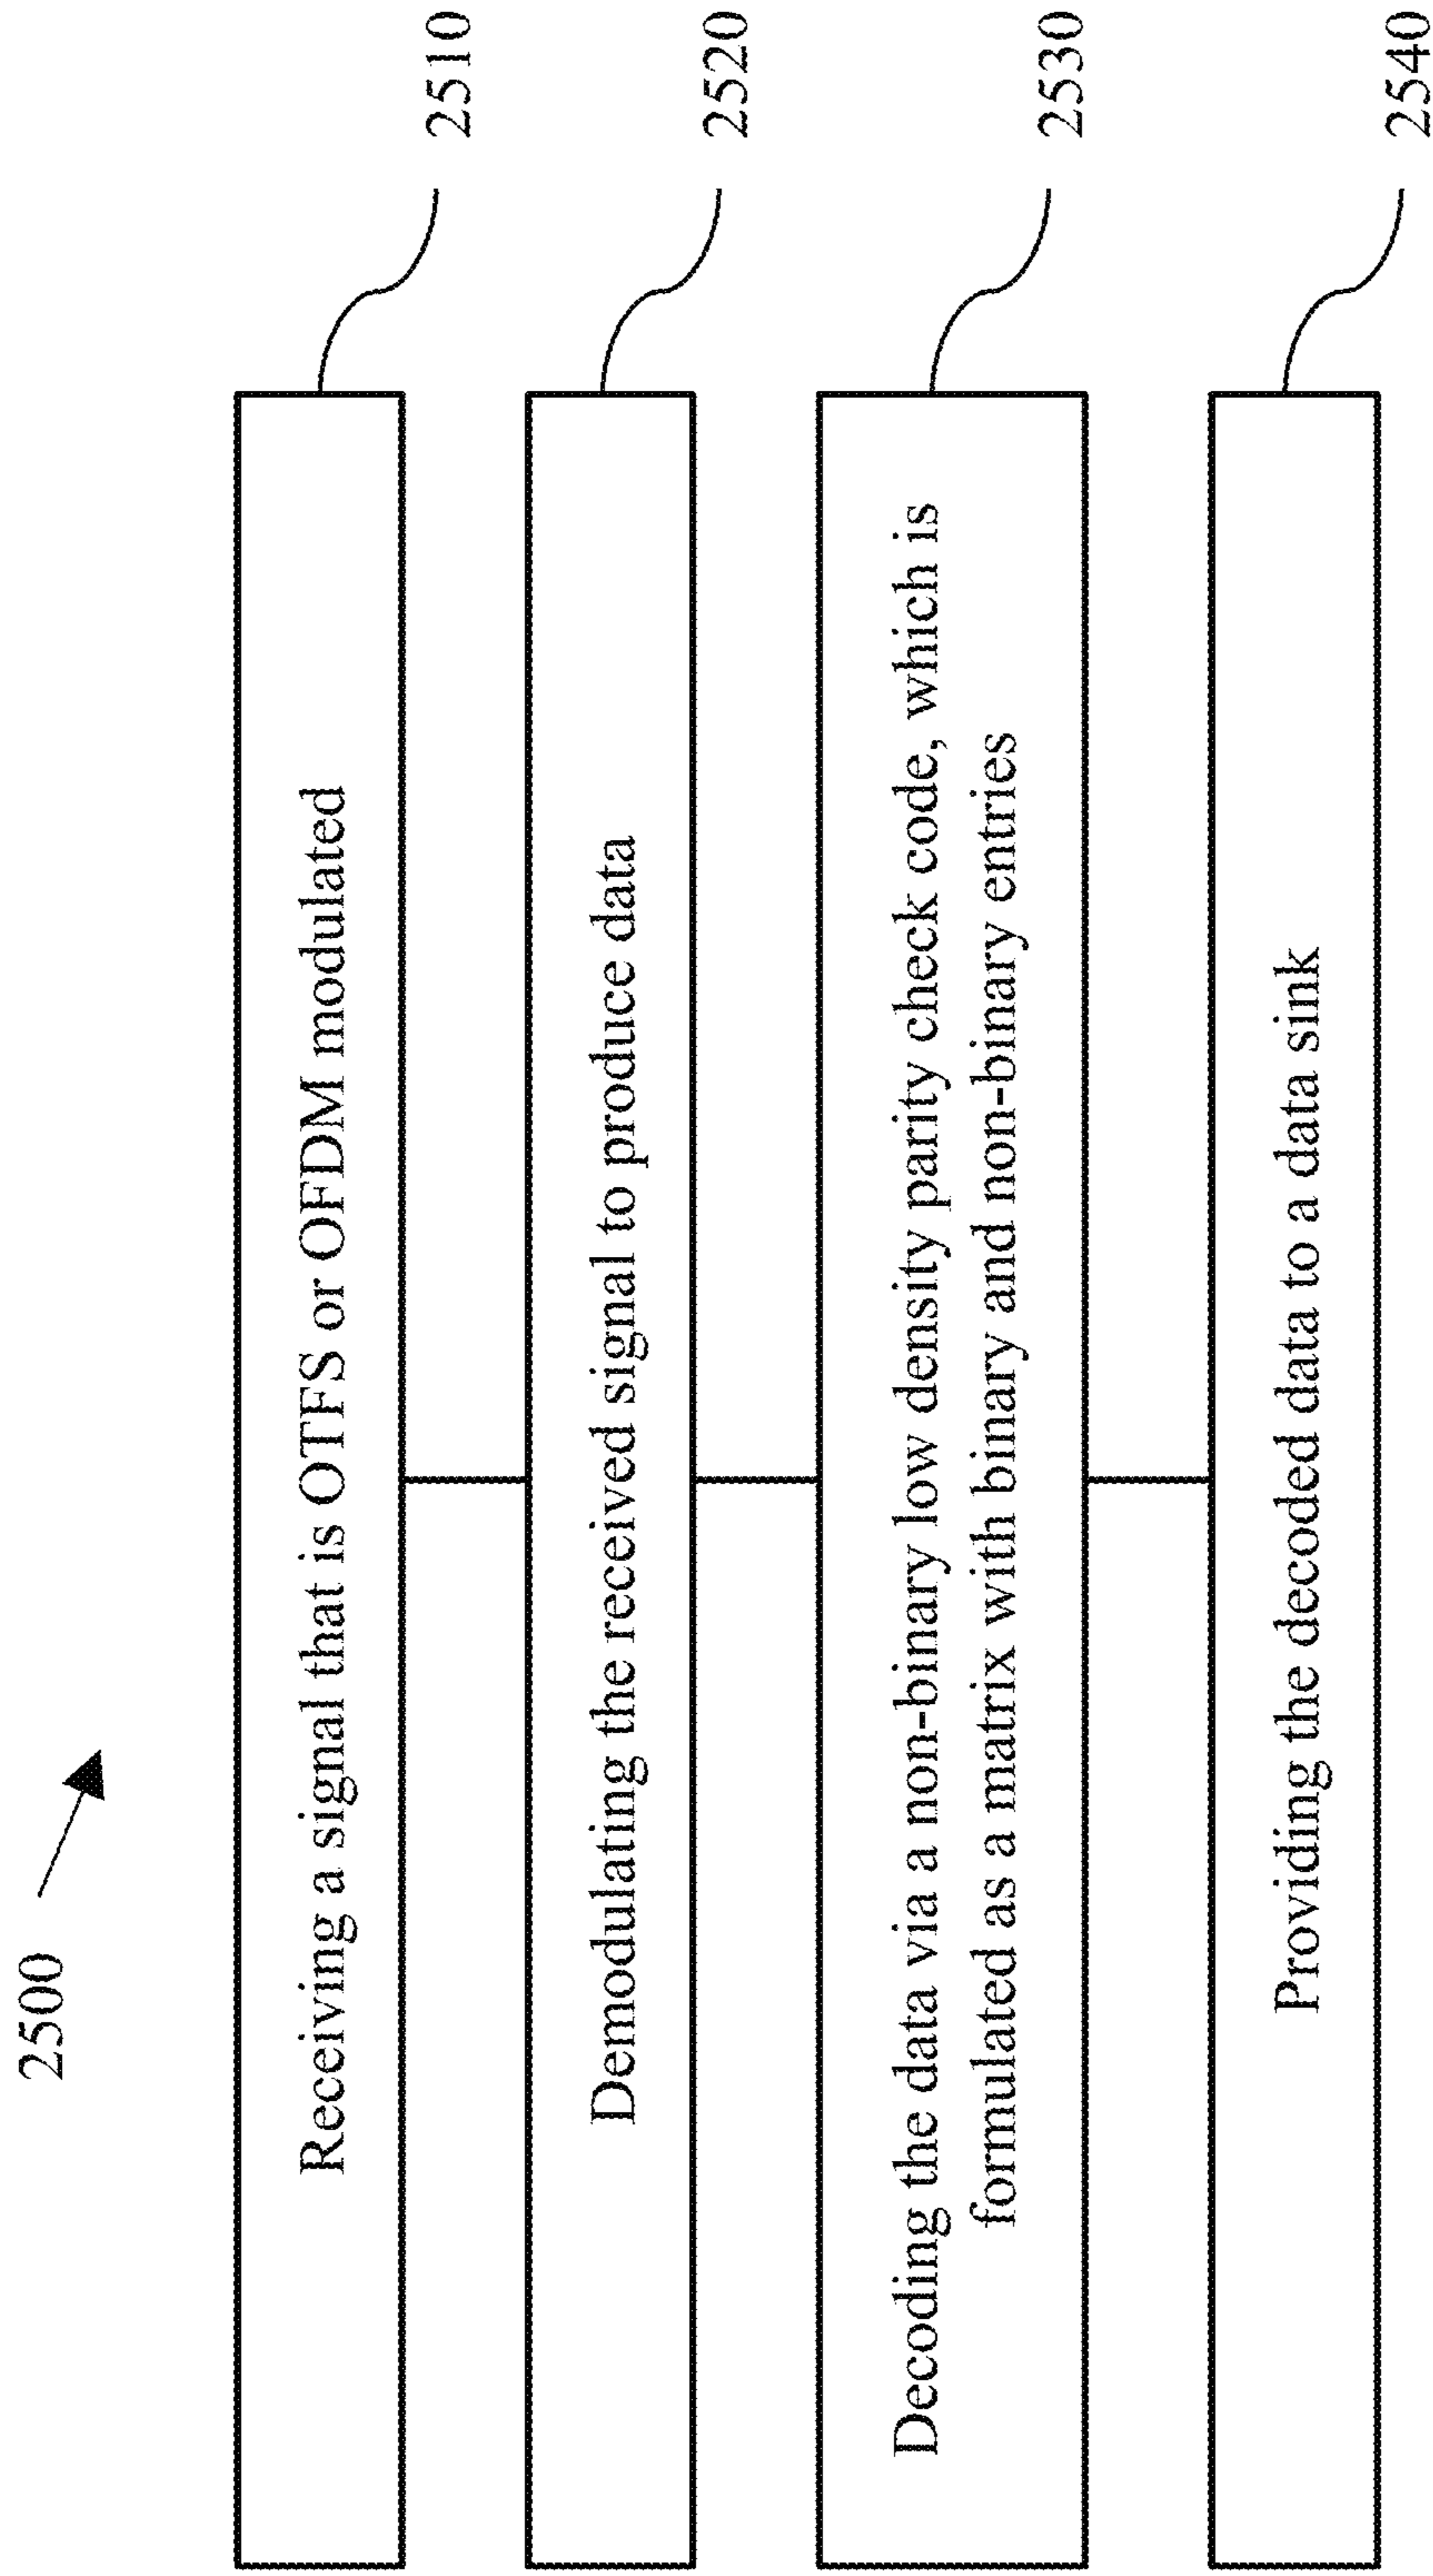 2500
Receiving a signal that is OTFS or OFDM modulated
2510
Demodulating the received signal to produce data
2520
Decoding the data via a non-binary low density parity check code, which is
formulated as a matrix with binary and non-binary entries
2530
Providing the decoded data to a data sink
2540